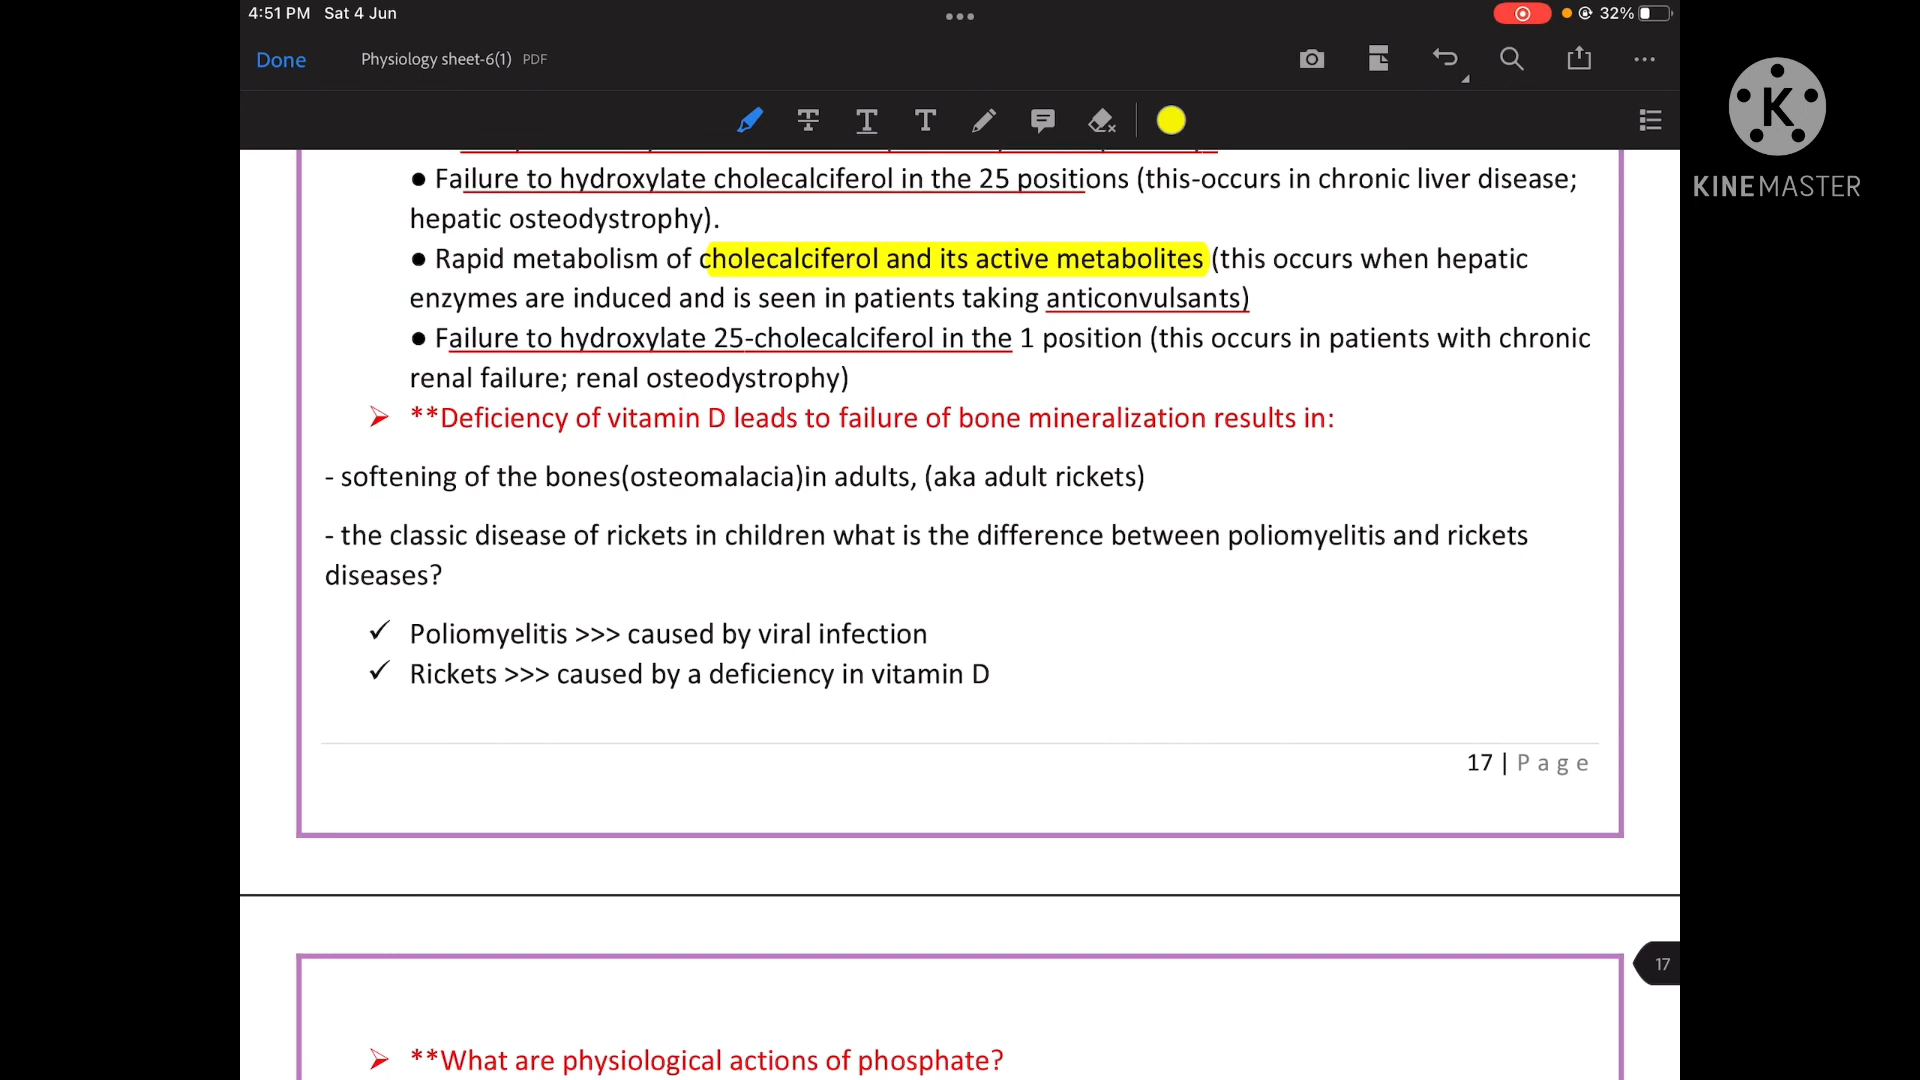 4:51 PM Sat 4 Jun
32%
Done
Physiology sheet-6(1) PDF
K
KINEMASTER
● Failure to hydroxylate cholecalciferol in the 25 positions (this-occurs in chronic liver disease;
hepatic osteodystrophy).
● Rapid metabolism of cholecalciferol and its active metabolites (this occurs when hepatic
enzymes are induced and is seen in patients taking anticonvulsants)
● Failure to hydroxylate 25-cholecalciferol in the 1 position (this occurs in patients with chronic
renal failure; renal osteodystrophy)
**Deficiency of vitamin D leads to failure of bone mineralization results in:
- softening of the bones(osteomalacia)in adults, (aka adult rickets)
- the classic disease of rickets in children what is the difference between poliomyelitis and rickets
diseases?
✓ Poliomyelitis >>> caused by viral infection
✓ Rickets >>> caused by a deficiency in vitamin D
17 | Page
17
**What are physiological actions of phosphate?